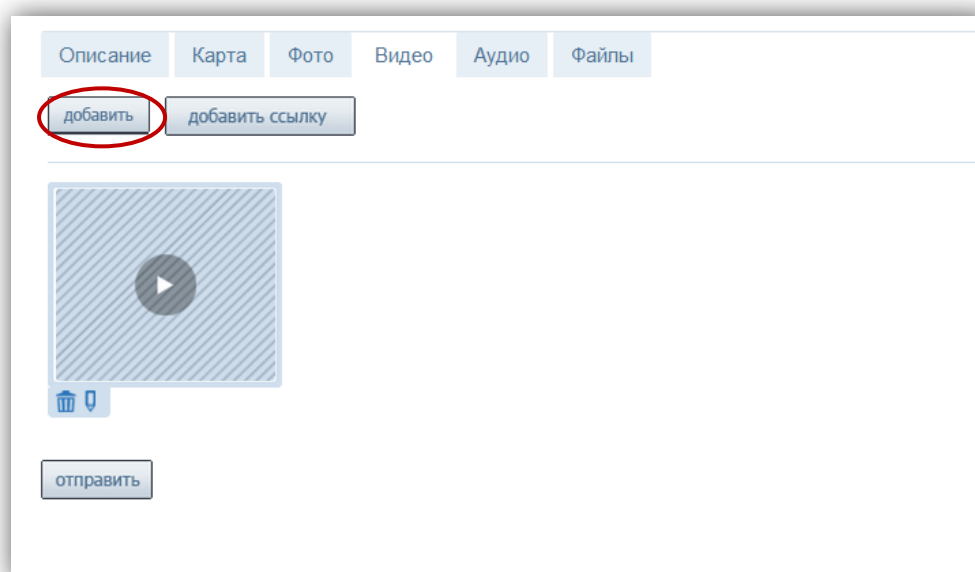 Описание Карта Фото Видео Аудио Файлы
добавить добавить ссылку
отправить